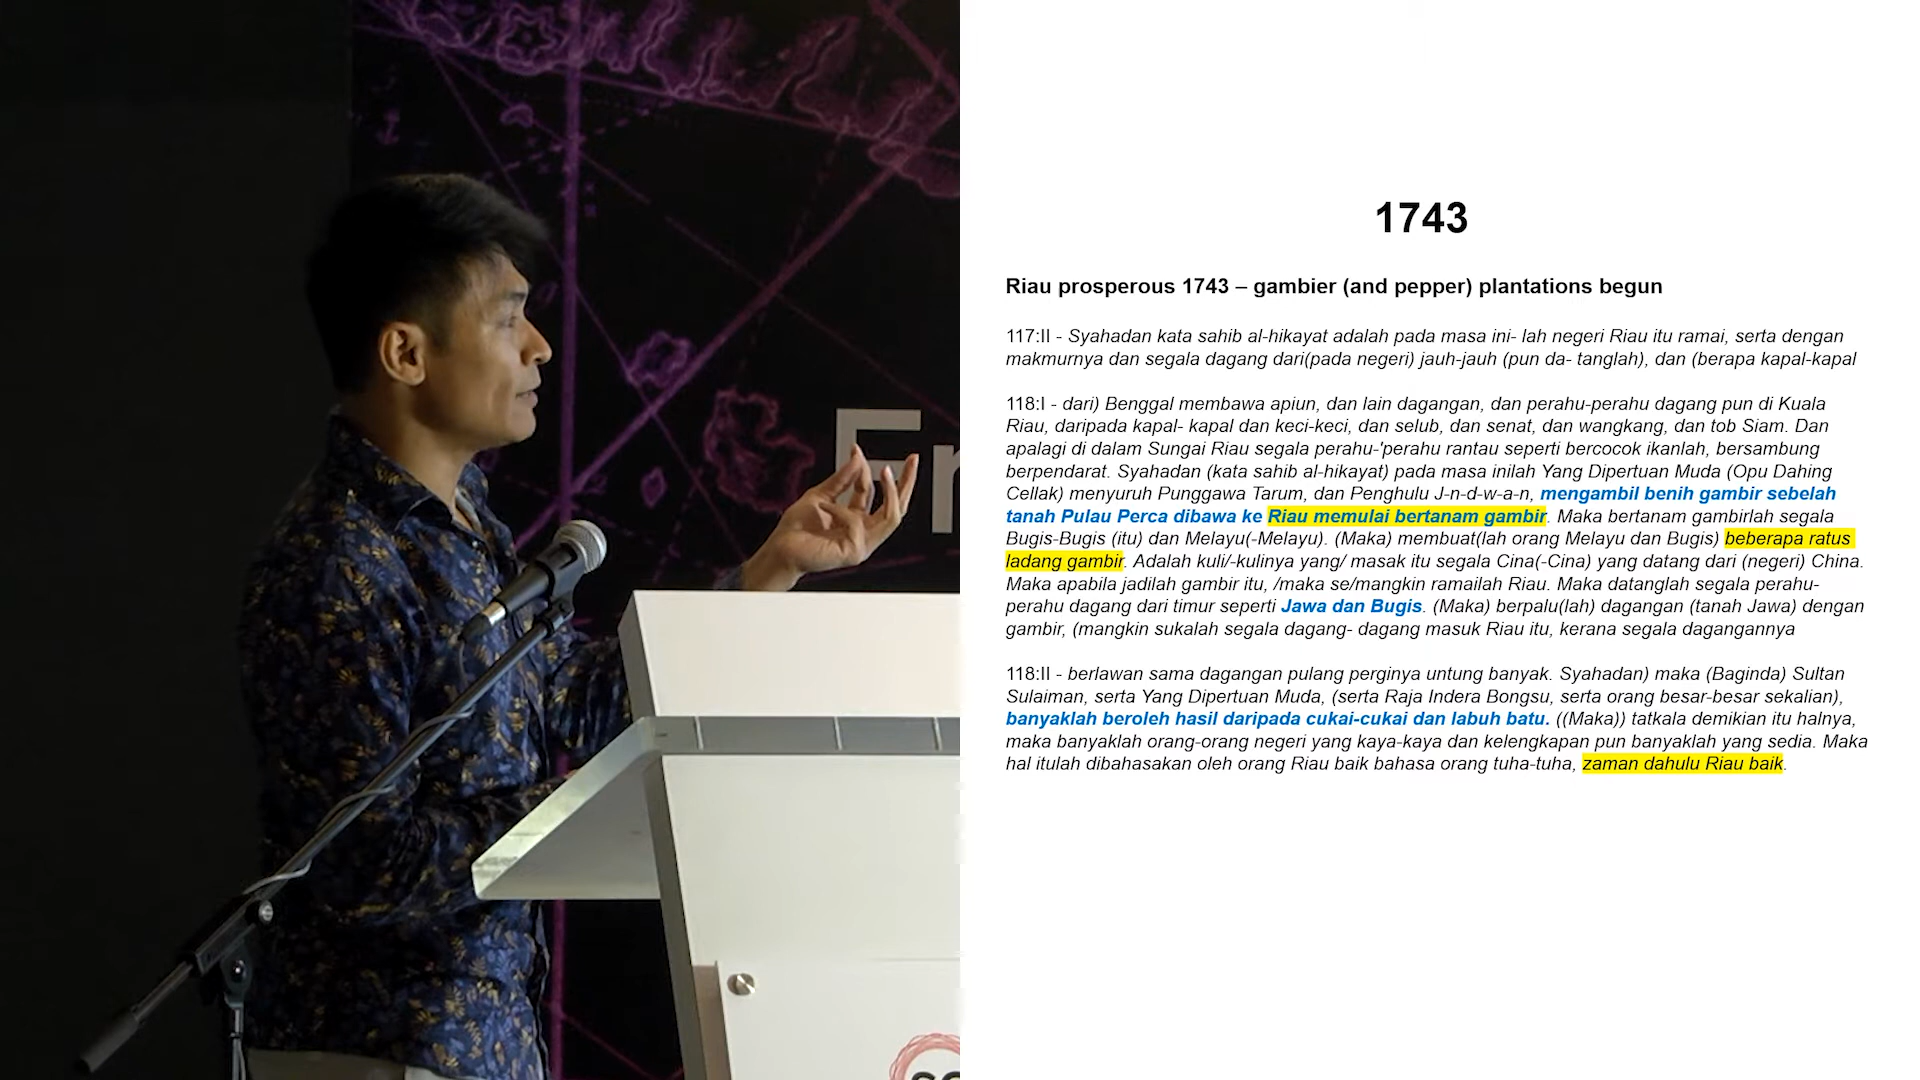 1743
Riau prosperous 1743 – gambier (and pepper) plantations begun
117:II - Syahadan kata sahib al-hikayat adalah pada masa ini- lah negeri Riau itu ramai, serta dengan
makmurnya dan segala dagang dari(pada negeri) jauh-jauh (pun da- tanglah), dan (berapa kapal-kapal
118:I - dari) Benggal membawa apiun, dan lain dagangan, dan perahu-perahu dagang pun di Kuala
Riau, daripada kapal- kapal dan keci-keci, dan selub, dan senat, dan wangkang, dan tob Siam. Dan
apalagi di dalam Sungai Riau segala perahu-'perahu rantau seperti bercocok ikanlah, bersambung
berpendarat. Syahadan (kata sahib al-hikayat) pada masa inilah Yang Dipertuan Muda (Opu Dahing
Cellak) menyuruh Punggawa Tarum, dan Penghulu J-n-d-w-a-n, mengambil benih gambir sebelah
tanah Pulau Perca dibawa ke Riau memulai bertanam gambir. Maka bertanam gambirlah segala
Bugis-Bugis (itu) dan Melayu(-Melayu). (Maka) membuat(lah orang Melayu dan Bugis) beberapa ratus
ladang gambir. Adalah kuli/-kulinya yang/ masak itu segala Cina(-Cina) yang datang dari (negeri) China.
Maka apabila jadilah gambir itu, /maka se/mangkin ramailah Riau. Maka datanglah segala perahu-
perahu dagang dari timur seperti Jawa dan Bugis. (Maka) berpalu(lah) dagangan (tanah Jawa) dengan
gambir, (mangkin sukalah segala dagang- dagang masuk Riau itu, kerana segala dagangannya
118:II - berlawan sama dagangan pulang perginya untung banyak. Syahadan) maka (Baginda) Sultan
Sulaiman, serta Yang Dipertuan Muda, (serta Raja Indera Bongsu, serta orang besar-besar sekalian),
banyaklah beroleh hasil daripada cukai-cukai dan labuh batu. ((Maka)) tatkala demikian itu halnya,
maka banyaklah orang-orang negeri yang kaya-kaya dan kelengkapan pun banyaklah yang sedia. Maka
hal itulah dibahasakan oleh orang Riau baik bahasa orang tuha-tuha, zaman dahulu Riau baik.